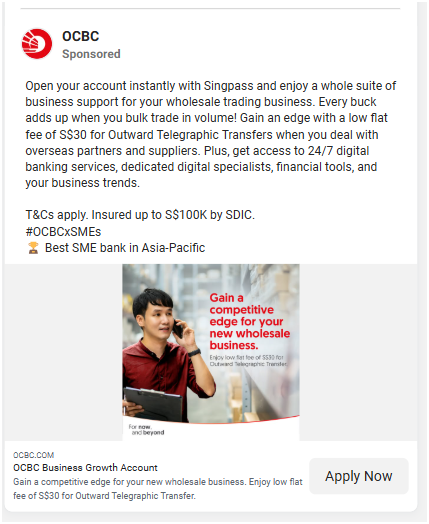 OCBC
Sponsored
Open your account instantly with Singpass and enjoy a whole suite of
business support for your wholesale trading business. Every buck
adds up when you bulk trade in volume! Gain an edge with a low flat
fee of S$30 for Outward Telegraphic Transfers when you deal with
overseas partners and suppliers. Plus, get access to 24/7 digital
banking services, dedicated digital specialists, financial tools, and
your business trends.
T&Cs apply. Insured up to S$100K by SDIC.
#OCBCxSMEs
🏆 Best SME bank in Asia-Pacific
Gain a
competitive
edge for your
new wholesale
business.
Enjoy low flat fee of S$30 for
Outward Telegraphic Transfer.
For now,
and beyond
OCBC.COM
OCBC Business Growth Account
Gain a competitive edge for your new wholesale business. Enjoy low flat
fee of S$30 for Outward Telegraphic Transfer.
Apply Now